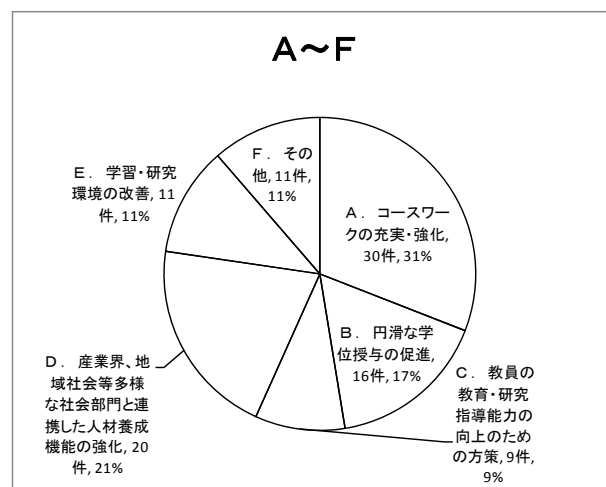 A～F
F． その
他, 11件,
11%
E． 学習・研究
環境の改善, 11
件, 11%
A． コースワー
クの充実・強化,
30件, 31%
B． 円滑な学
位授与の促進,
16件, 17%
C． 教員の
教育・研究
指導能力の
向上のため
の方策, 9件,
9%
D． 産業界、地
域社会等多様
な社会部門と連
携した人材養成
機能の強化, 20
件, 21%